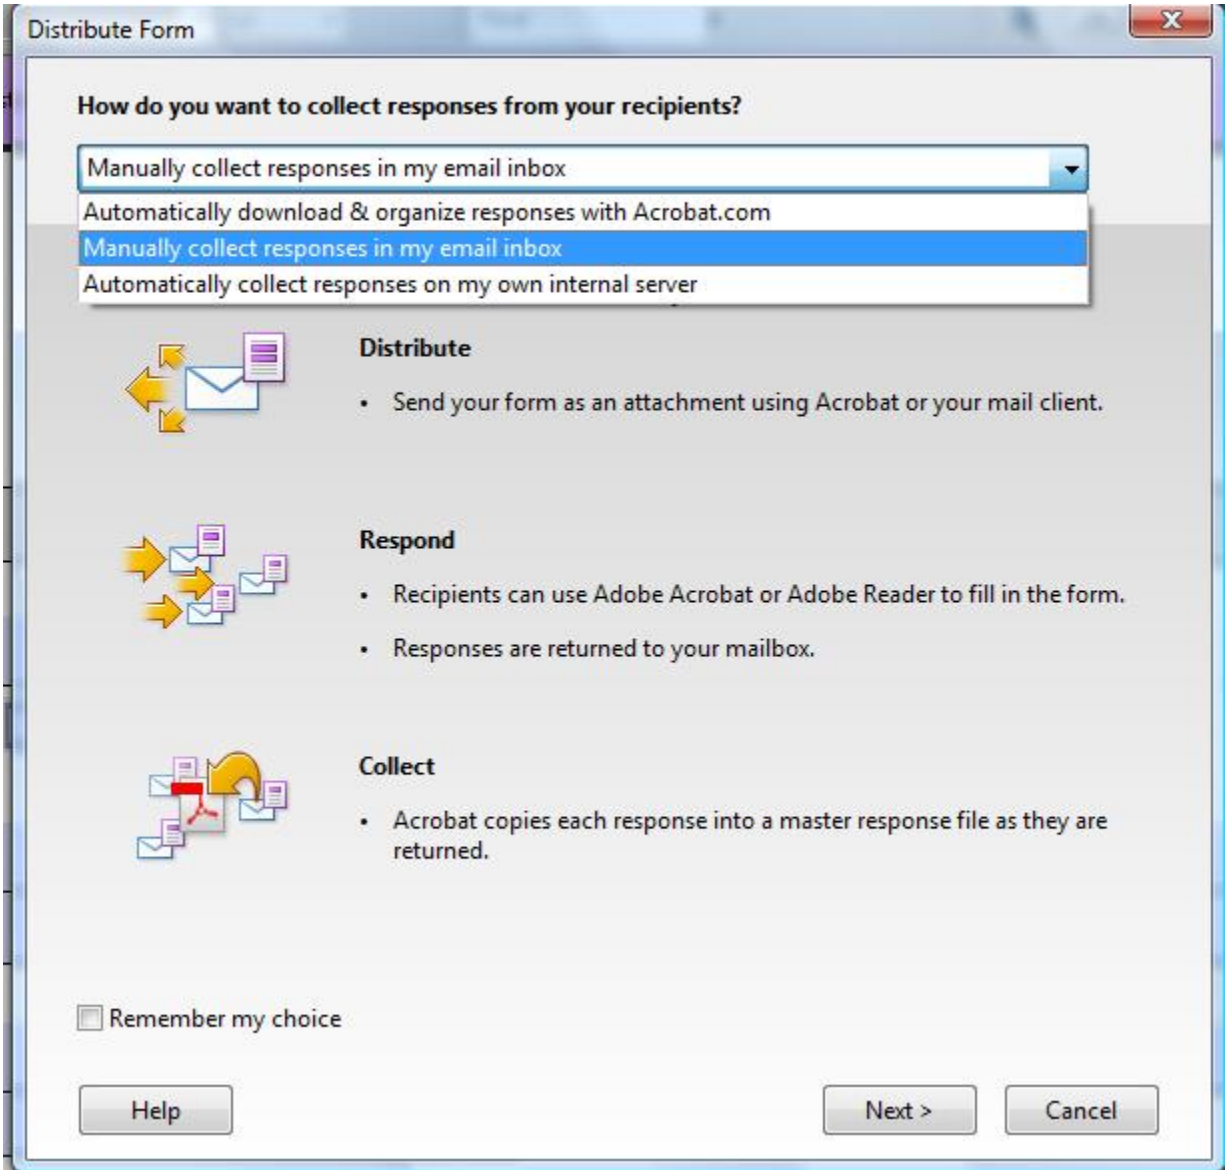 Distribute Form
How do you want to collect responses from your recipients?
Manually collect responses in my email inbox
Automatically download & organize responses with Acrobat.com
Manually collect responses in my email inbox
Automatically collect responses on my own internal server
Distribute
• Send your form as an attachment using Acrobat or your mail client.
Respond
• Recipients can use Adobe Acrobat or Adobe Reader to fill in the form.
• Responses are returned to your mailbox.
Collect
• Acrobat copies each response into a master response file as they are
returned.
Remember my choice
Help
Next >
Cancel